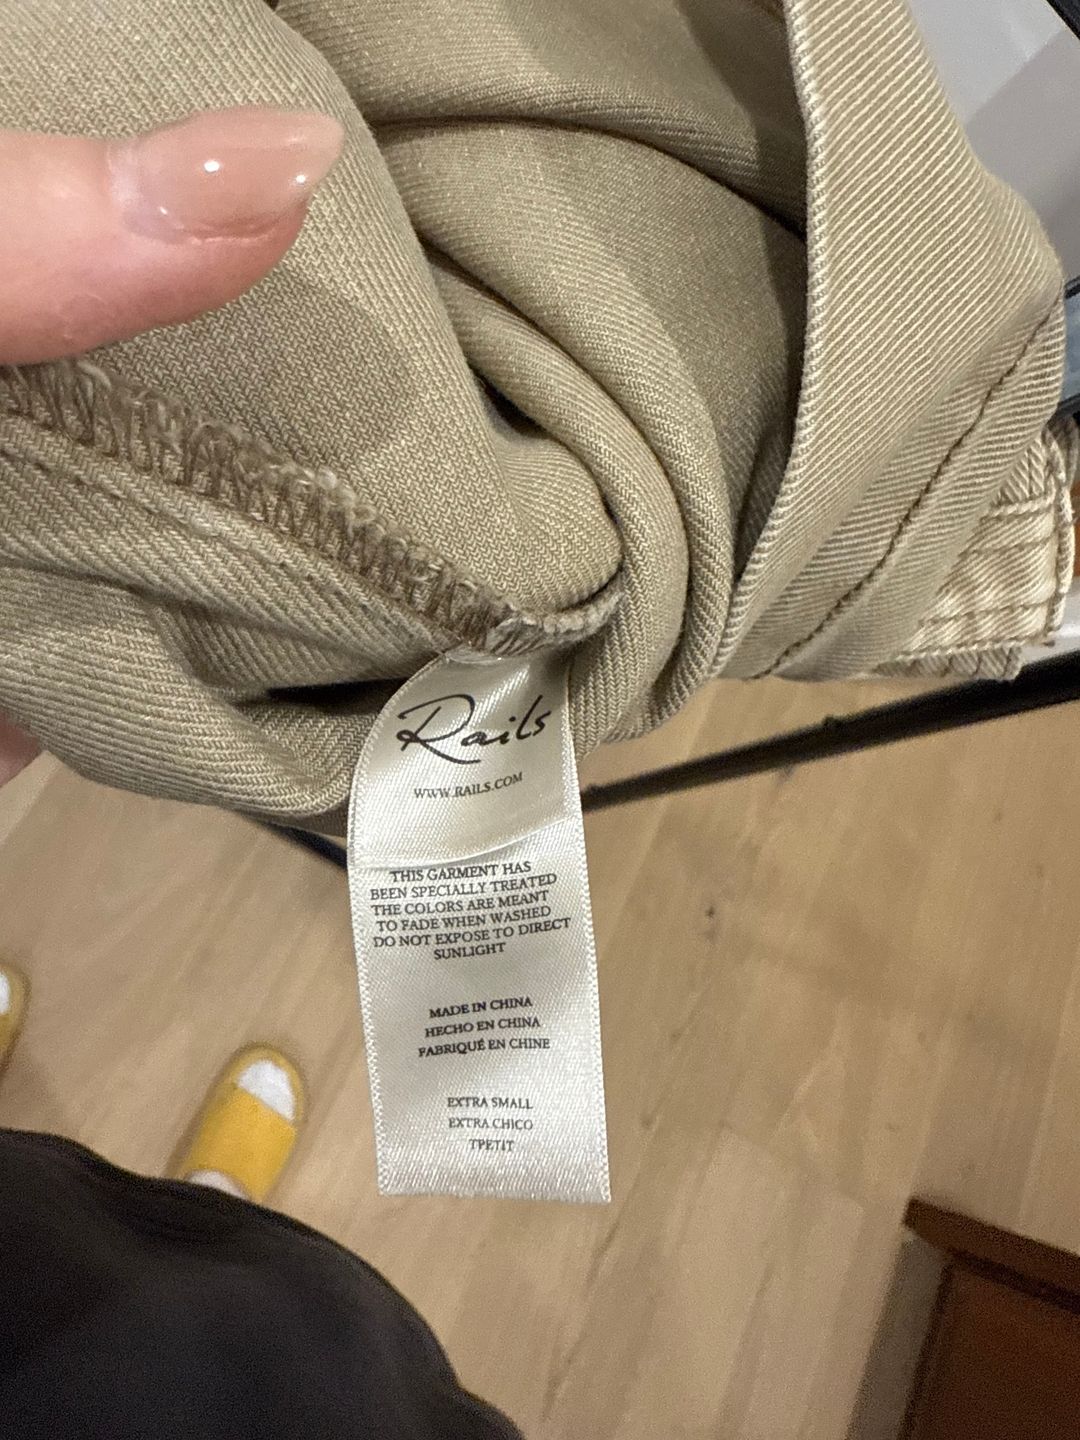 Rails
WWW.RAILS.COM
THIS GARMENT HAS
BEEN SPECIALLY TREATED
THE COLORS ARE MEANT
TO FADE WHEN WASHED
DO NOT EXPOSE TO DIRECT
SUNLIGHT
MADE IN CHINA
HECHO EN CHINA
FABRIQUÉ EN CHINE
EXTRA SMALL
EXTRA CHICO
TPETIT